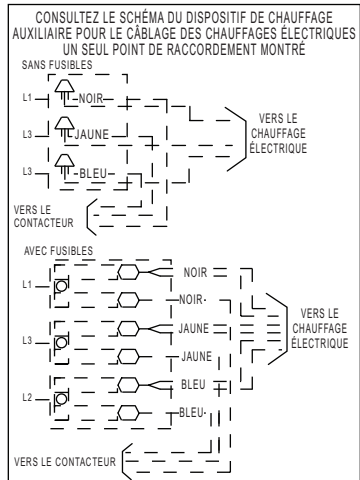 CONSULTEZ LE SCHÉMA DU DISPOSITIF DE CHAUFFAGE
AUXILIAIRE POUR LE CÂBLAGE DES CHAUFFAGES ÉLECTRIQUES
UN SEUL POINT DE RACCORDEMENT MONTRÉ
SANS FUSIBLES
L1
NOIR
L3
JAUNE
L3
BLEU
VERS LE
CHAUFFAGE
ÉLECTRIQUE
VERS LE
CONTACTEUR
AVEC FUSIBLES
L1
NOIR
NOIR
L3
JAUNE
JAUNE
L2
BLEU
BLEU
VERS LE
CHAUFFAGE
ÉLECTRIQUE
VERS LE CONTACTEUR